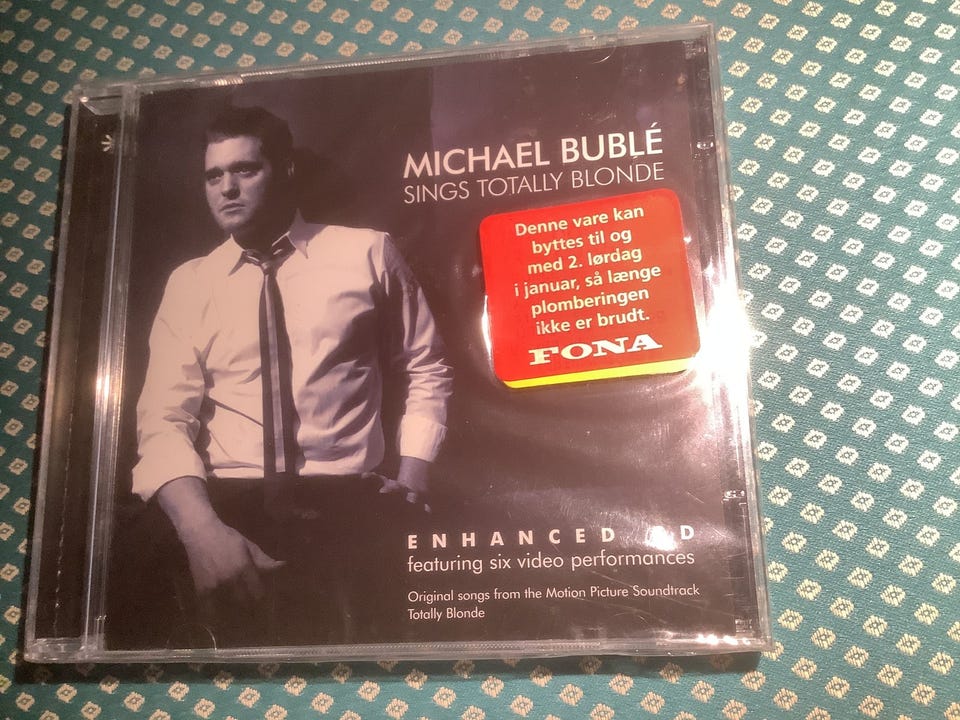 MICHAEL BUBLÉ
SINGS TOTALLY BLONDE
Denne vare kan
byttes til og
med 2. lørdag
i januar, så længe
plomberingen
ikke er brudt.
FONA
ENHANCED CD
featuring six video performances
Original songs from the Motion Picture Soundtrack
Totally Blonde